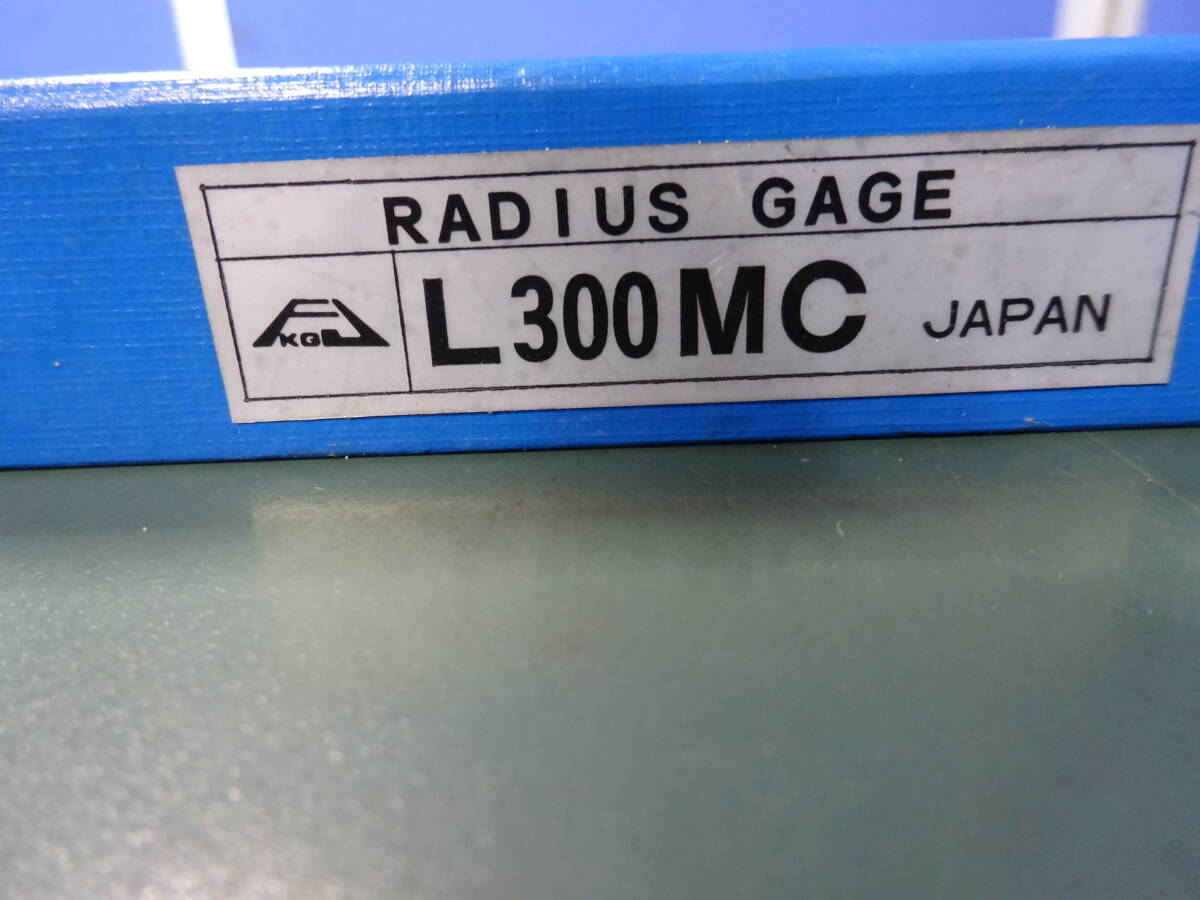 RADIUS GAGE
KG
L300MC JAPAN